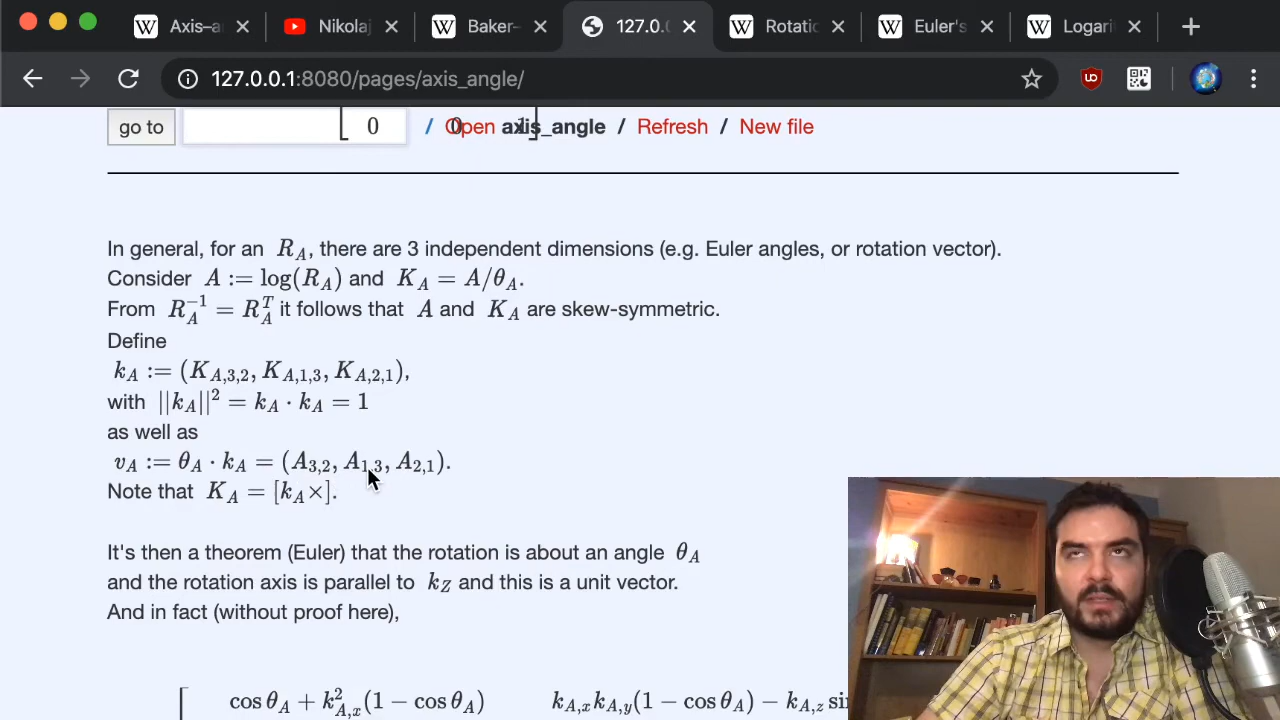 Axis–a
Nikolaj
Baker-
127.0.
Rotatio
Euler's
Logari
127.0.0.1:8080/pages/axis_angle/
go to [ 0 / Open axis_angle / Refresh / New file
In general, for an R_A, there are 3 independent dimensions (e.g. Euler angles, or rotation vector).
Consider A := log(R_A) and K_A = A/θ_A.
From R_A^{-1} = R_A^T it follows that A and K_A are skew-symmetric.
Define
k_A := (K_{A,3,2}, K_{A,1,3}, K_{A,2,1}),
with ||k_A||^2 = k_A · k_A = 1
as well as
v_A := θ_A · k_A = (A_{3,2}, A_{1,3}, A_{2,1}).
Note that K_A = [k_A×].
It's then a theorem (Euler) that the rotation is about an angle θ_A
and the rotation axis is parallel to k_Z and this is a unit vector.
And in fact (without proof here),
[ cos θ_A + k_{A,x}^2 (1 − cos θ_A) k_{A,x} k_{A,y} (1 − cos θ_A) − k_{A,z} sin